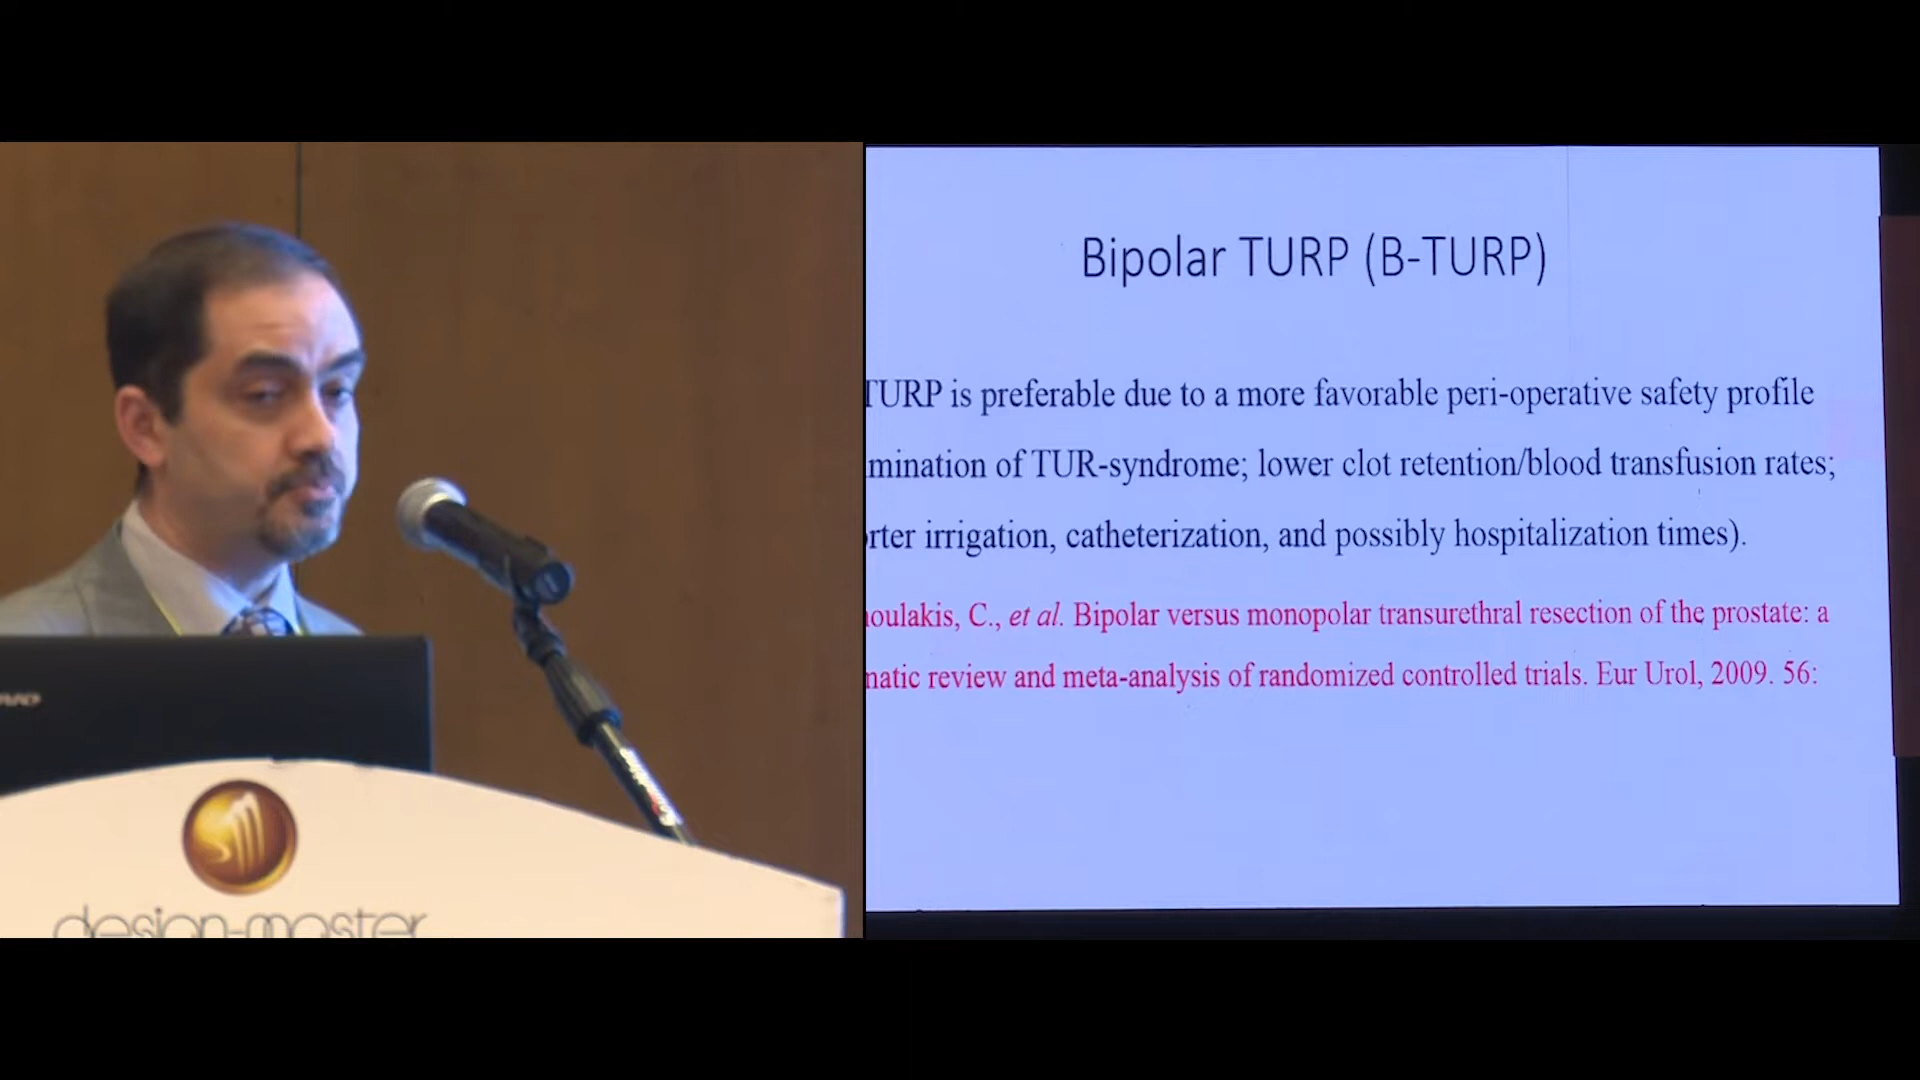 Bipolar TURP (B-TURP)
TURP is preferable due to a more favorable peri-operative safety profile
mination of TUR-syndrome; lower clot retention/blood transfusion rates;
rter irrigation, catheterization, and possibly hospitalization times).
oulakis, C., et al. Bipolar versus monopolar transurethral resection of the prostate: a
matic review and meta-analysis of randomized controlled trials. Eur Urol, 2009. 56:
design-master